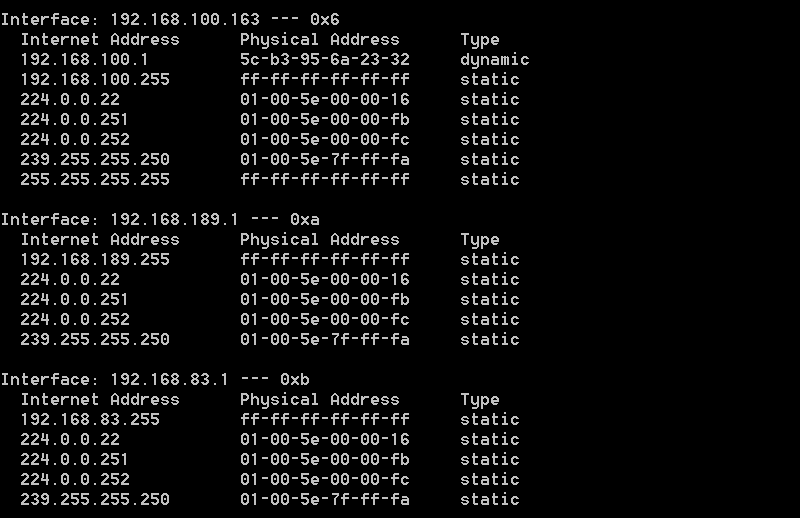 Interface: 192.168.100.163 --- 0x6
  Internet Address      Physical Address      Type
  192.168.100.1         5c-b3-95-6a-23-32     dynamic
  192.168.100.255       ff-ff-ff-ff-ff-ff     static
  224.0.0.22            01-00-5e-00-00-16     static
  224.0.0.251           01-00-5e-00-00-fb     static
  224.0.0.252           01-00-5e-00-00-fc     static
  239.255.255.250       01-00-5e-7f-ff-fa     static
  255.255.255.255       ff-ff-ff-ff-ff-ff     static

Interface: 192.168.189.1 --- 0xa
  Internet Address      Physical Address      Type
  192.168.189.255       ff-ff-ff-ff-ff-ff     static
  224.0.0.22            01-00-5e-00-00-16     static
  224.0.0.251           01-00-5e-00-00-fb     static
  224.0.0.252           01-00-5e-00-00-fc     static
  239.255.255.250       01-00-5e-7f-ff-fa     static

Interface: 192.168.83.1 --- 0xb
  Internet Address      Physical Address      Type
  192.168.83.255        ff-ff-ff-ff-ff-ff     static
  224.0.0.22            01-00-5e-00-00-16     static
  224.0.0.251           01-00-5e-00-00-fb     static
  224.0.0.252           01-00-5e-00-00-fc     static
  239.255.255.250       01-00-5e-7f-ff-fa     static